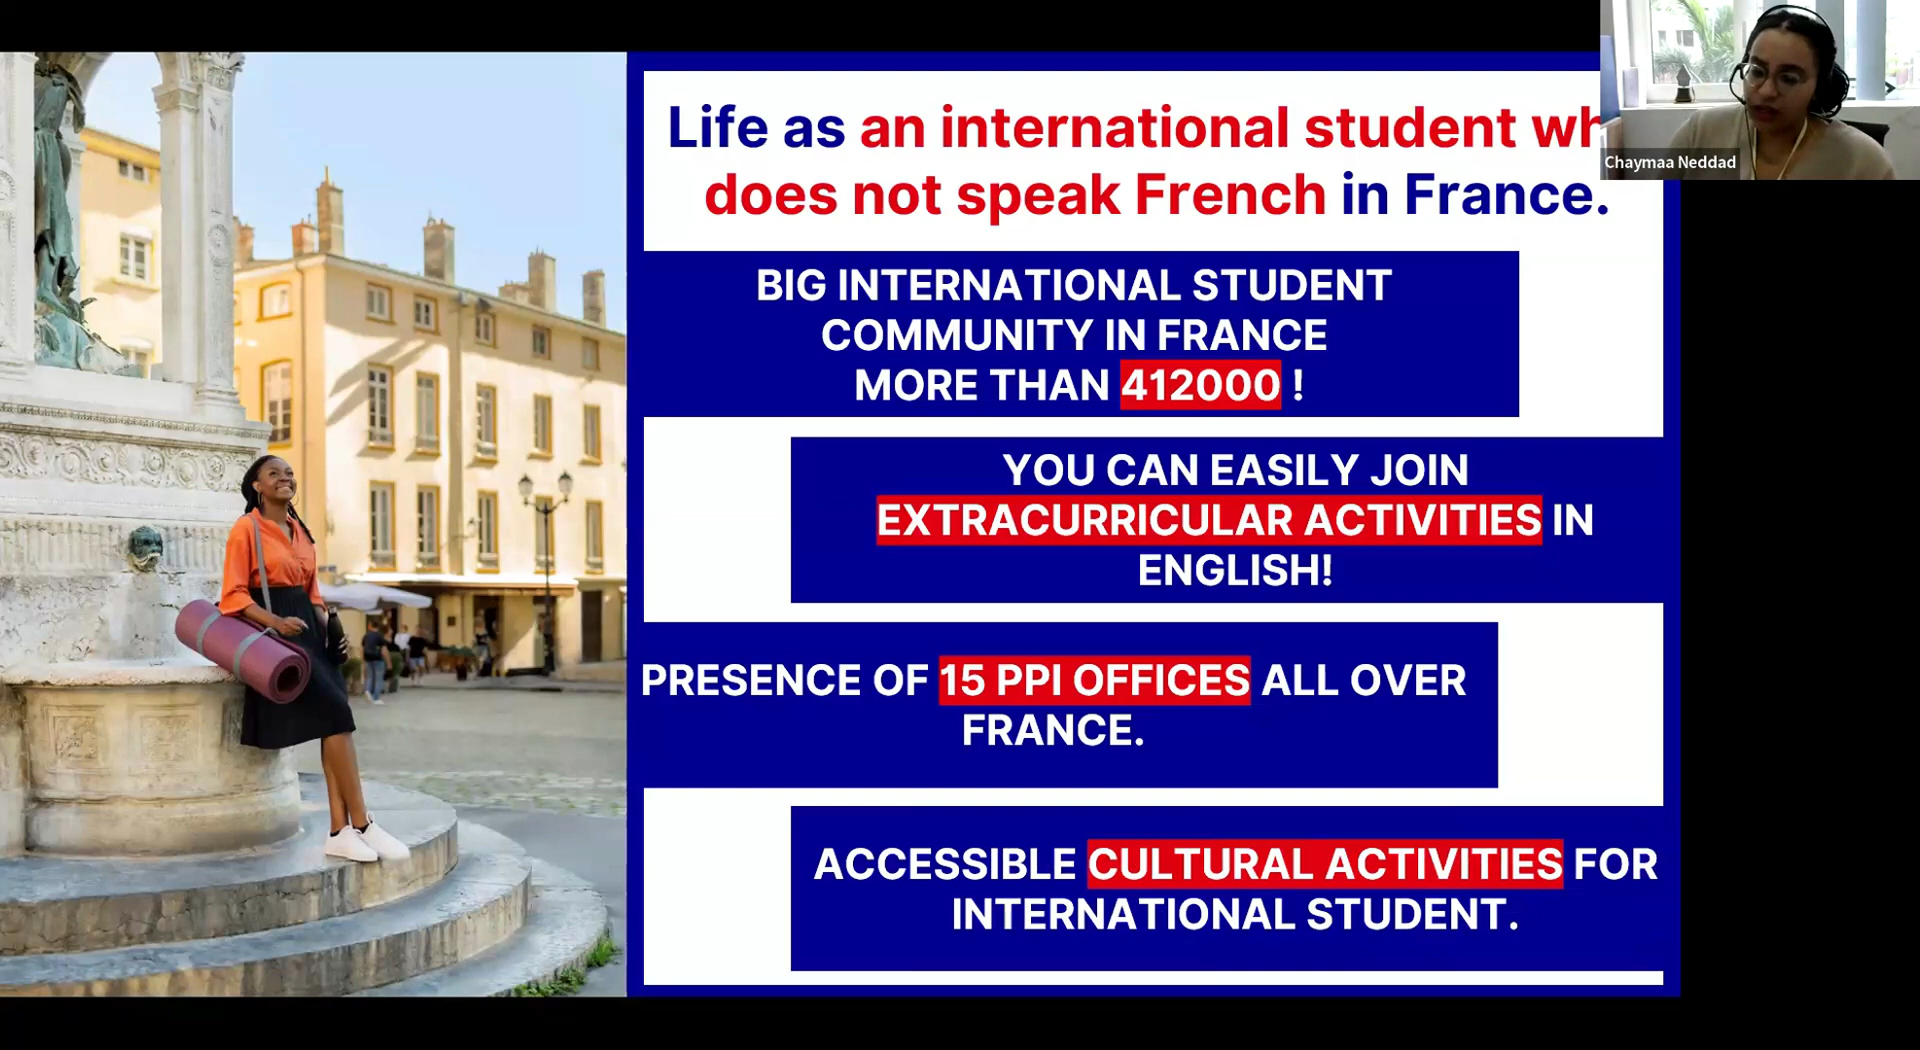 Life as an international student wh
does not speak French in France.
Chaymaa Neddad
BIG INTERNATIONAL STUDENT
COMMUNITY IN FRANCE
MORE THAN 412000 !
YOU CAN EASILY JOIN
EXTRACURRICULAR ACTIVITIES IN
ENGLISH!
PRESENCE OF 15 PPI OFFICES ALL OVER
FRANCE.
ACCESSIBLE CULTURAL ACTIVITIES FOR
INTERNATIONAL STUDENT.